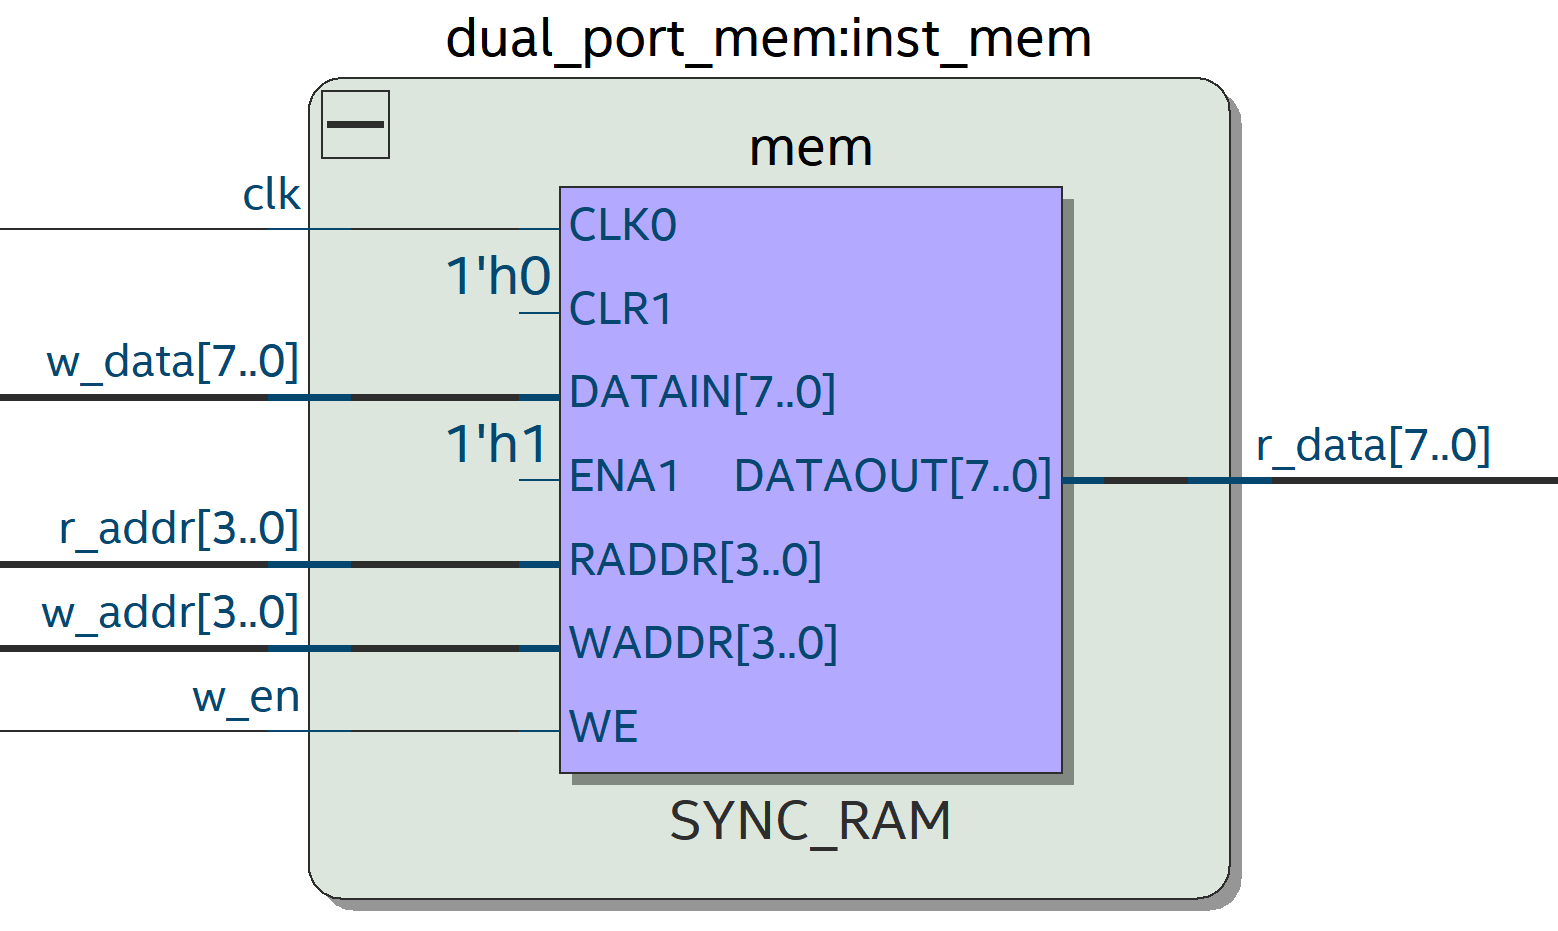 dual_port_mem:inst_mem
mem
clk
CLK0
1'h0
CLR1
w_data[7..0]
DATAIN[7..0]
1'h1
ENA1 DATAOUT[7..0]
r_data[7..0]
r_addr[3..0]
RADDR[3..0]
w_addr[3..0]
WADDR[3..0]
w_en
WE
SYNC_RAM